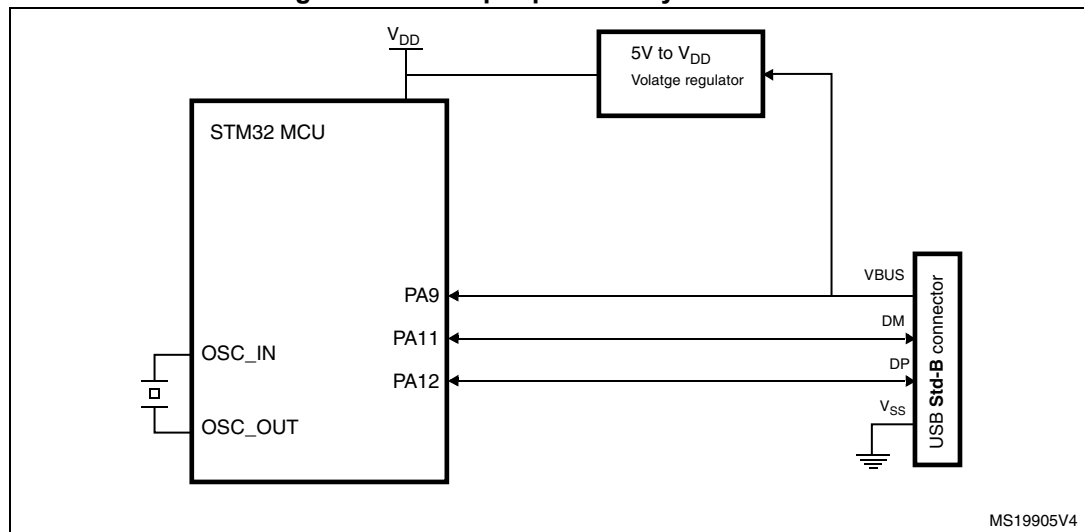 VDD
5V to VDD
Volatge regulator
STM32 MCU
VBUS
PA9
DM
PA11
OSC_IN
DP
PA12
VSS
OSC_OUT
USB Std-B connector
MS19905V4